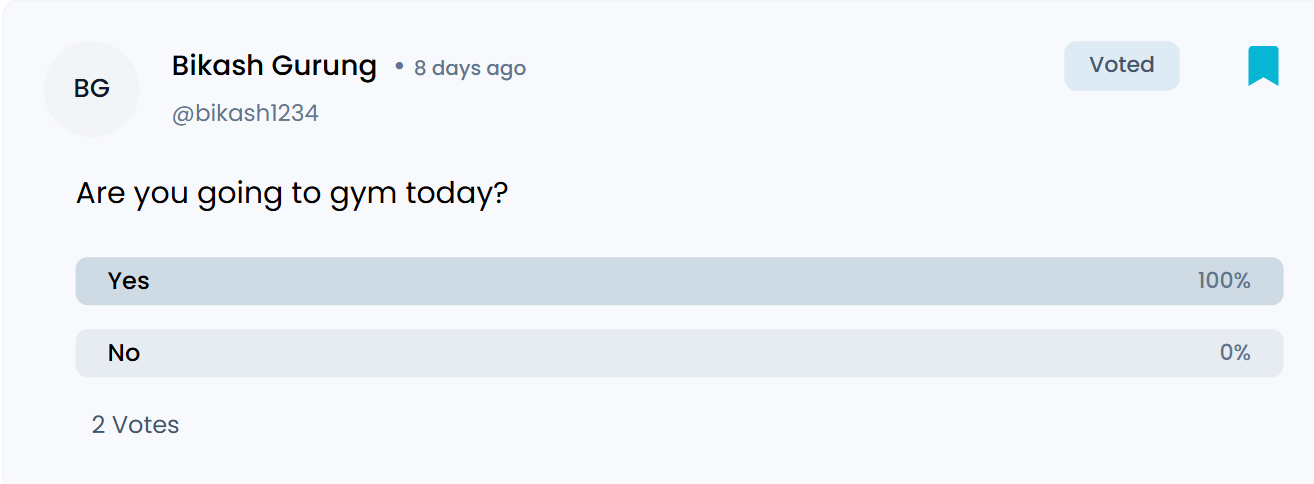 BG
Bikash Gurung • 8 days ago
Voted
@bikash1234
Are you going to gym today?
Yes 100%
No 0%
2 Votes